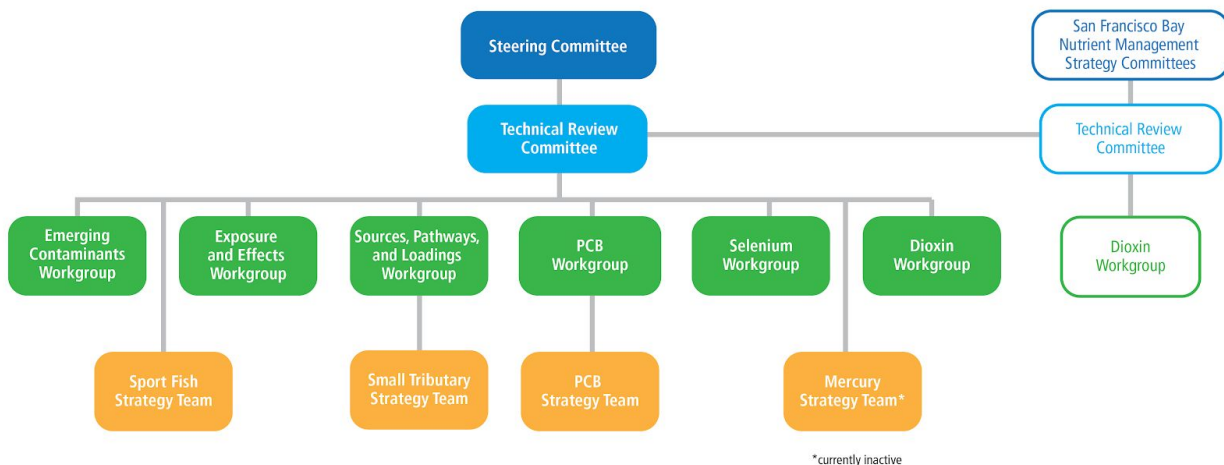 Steering Committee
San Francisco Bay
Nutrient Management
Strategy Committees
Technical Review
Committee
Technical Review
Committee
Emerging
Contaminants
Workgroup
Exposure
and Effects
Workgroup
Sources, Pathways,
and Loadings
Workgroup
PCB
Workgroup
Selenium
Workgroup
Dioxin
Workgroup
Dioxin
Workgroup
Sport Fish
Strategy Team
Small Tributary
Strategy Team
PCB
Strategy Team
Mercury
Strategy Team*
*currently inactive